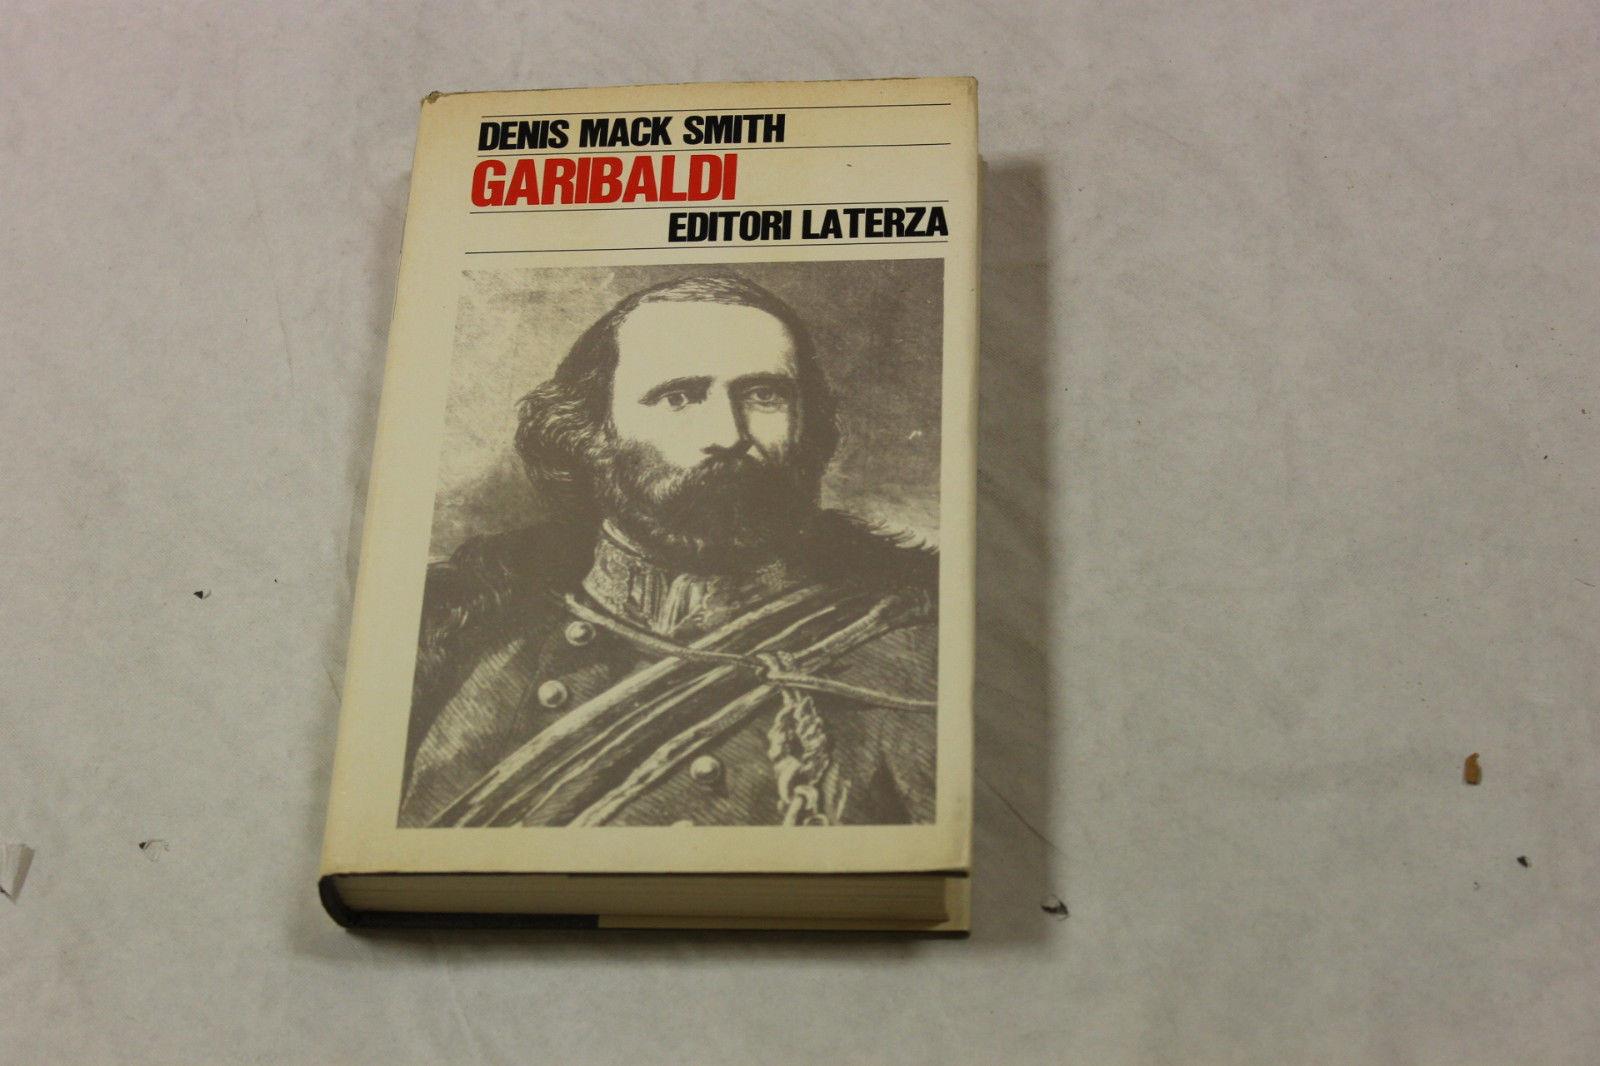 DENIS MACK SMITH
GARIBALDI
EDITORI LATERZA